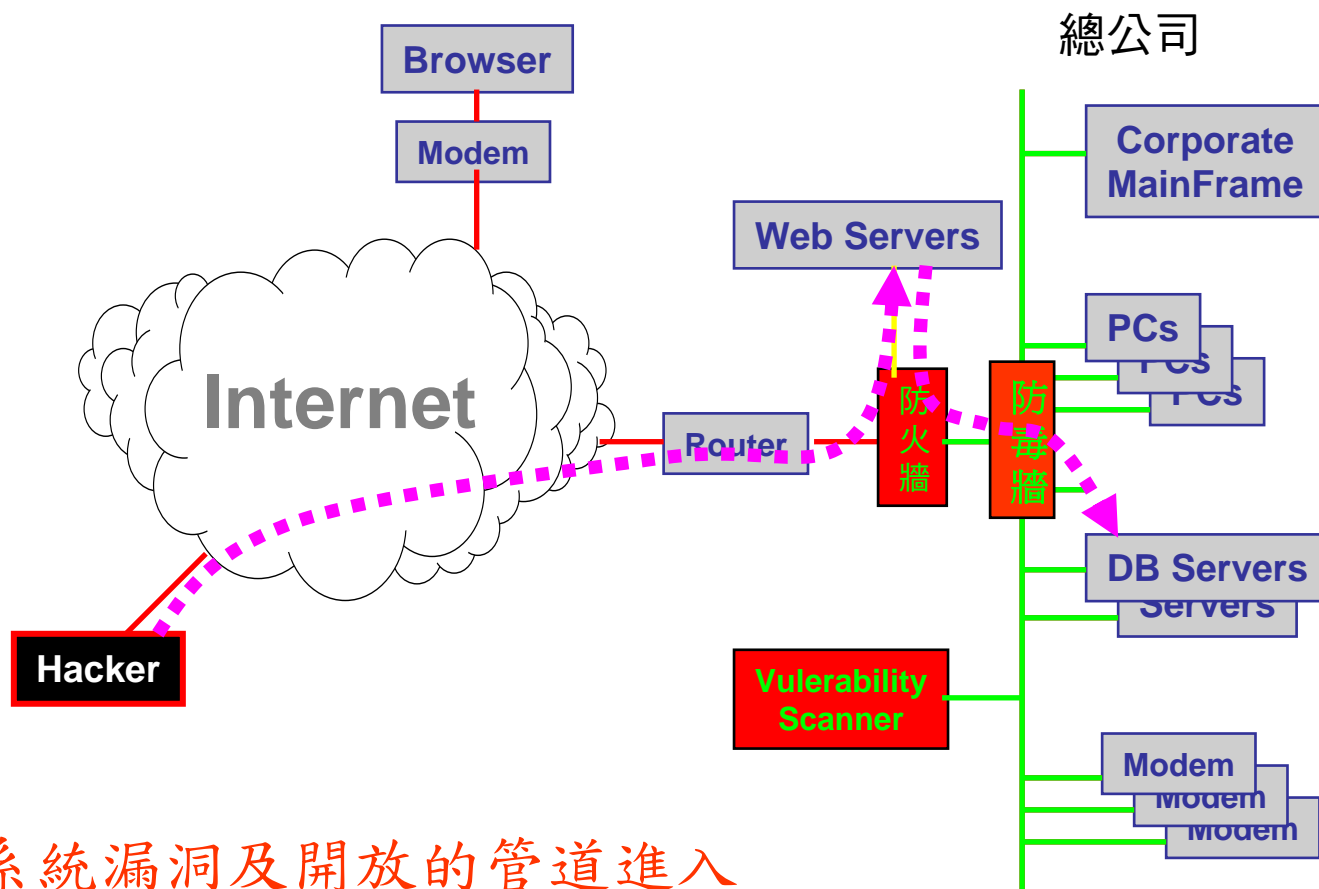 總公司
Browser
Modem
Corporate
MainFrame
Web Servers
PCs
PCs
PCs
Internet
Router
防火牆
防毒牆
DB Servers
Servers
Hacker
Vulerability
Scanner
Modem
Modem
Modem
系統漏洞及開放的管道進入